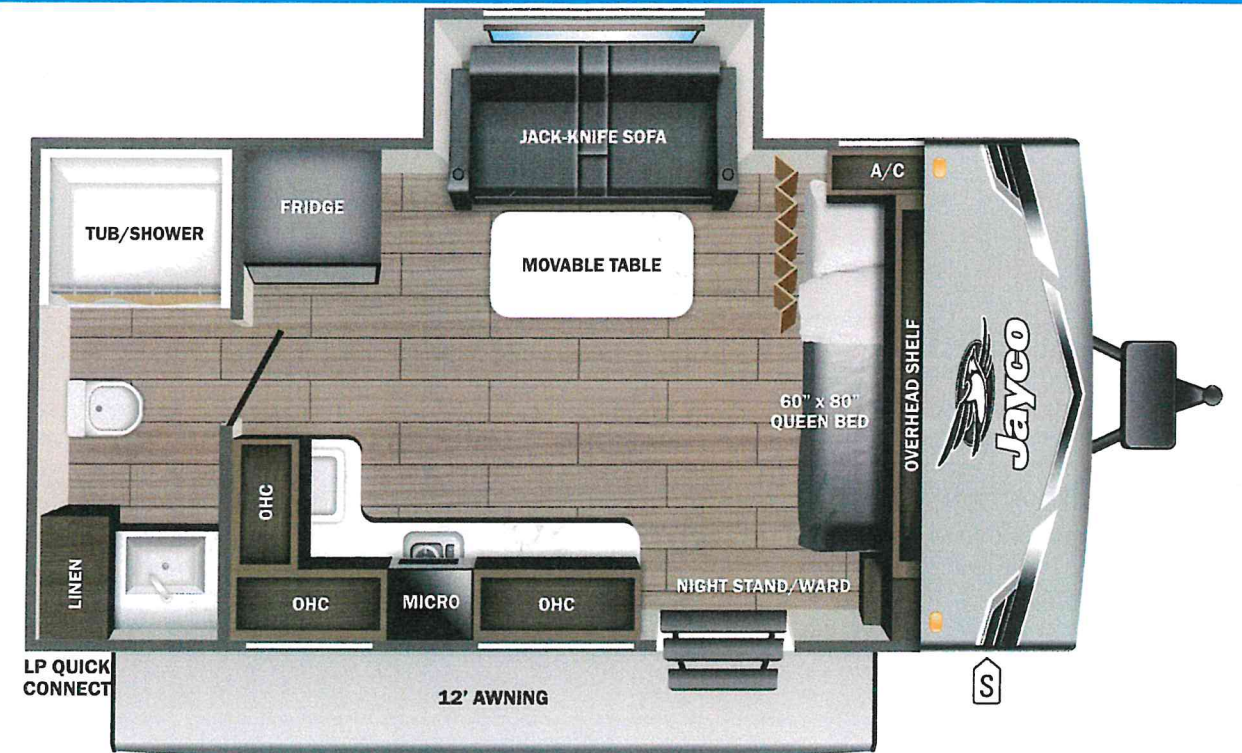 JACK-KNIFE SOFA
A/C
FRIDGE
TUB/SHOWER
MOVABLE TABLE
OVERHEAD SHELF
Jayco
60" x 80"
QUEEN BED
OHC
LINEN
OHC
MICRO
OHC
NIGHT STAND/WARD
LP QUICK
CONNECT
12' AWNING
S